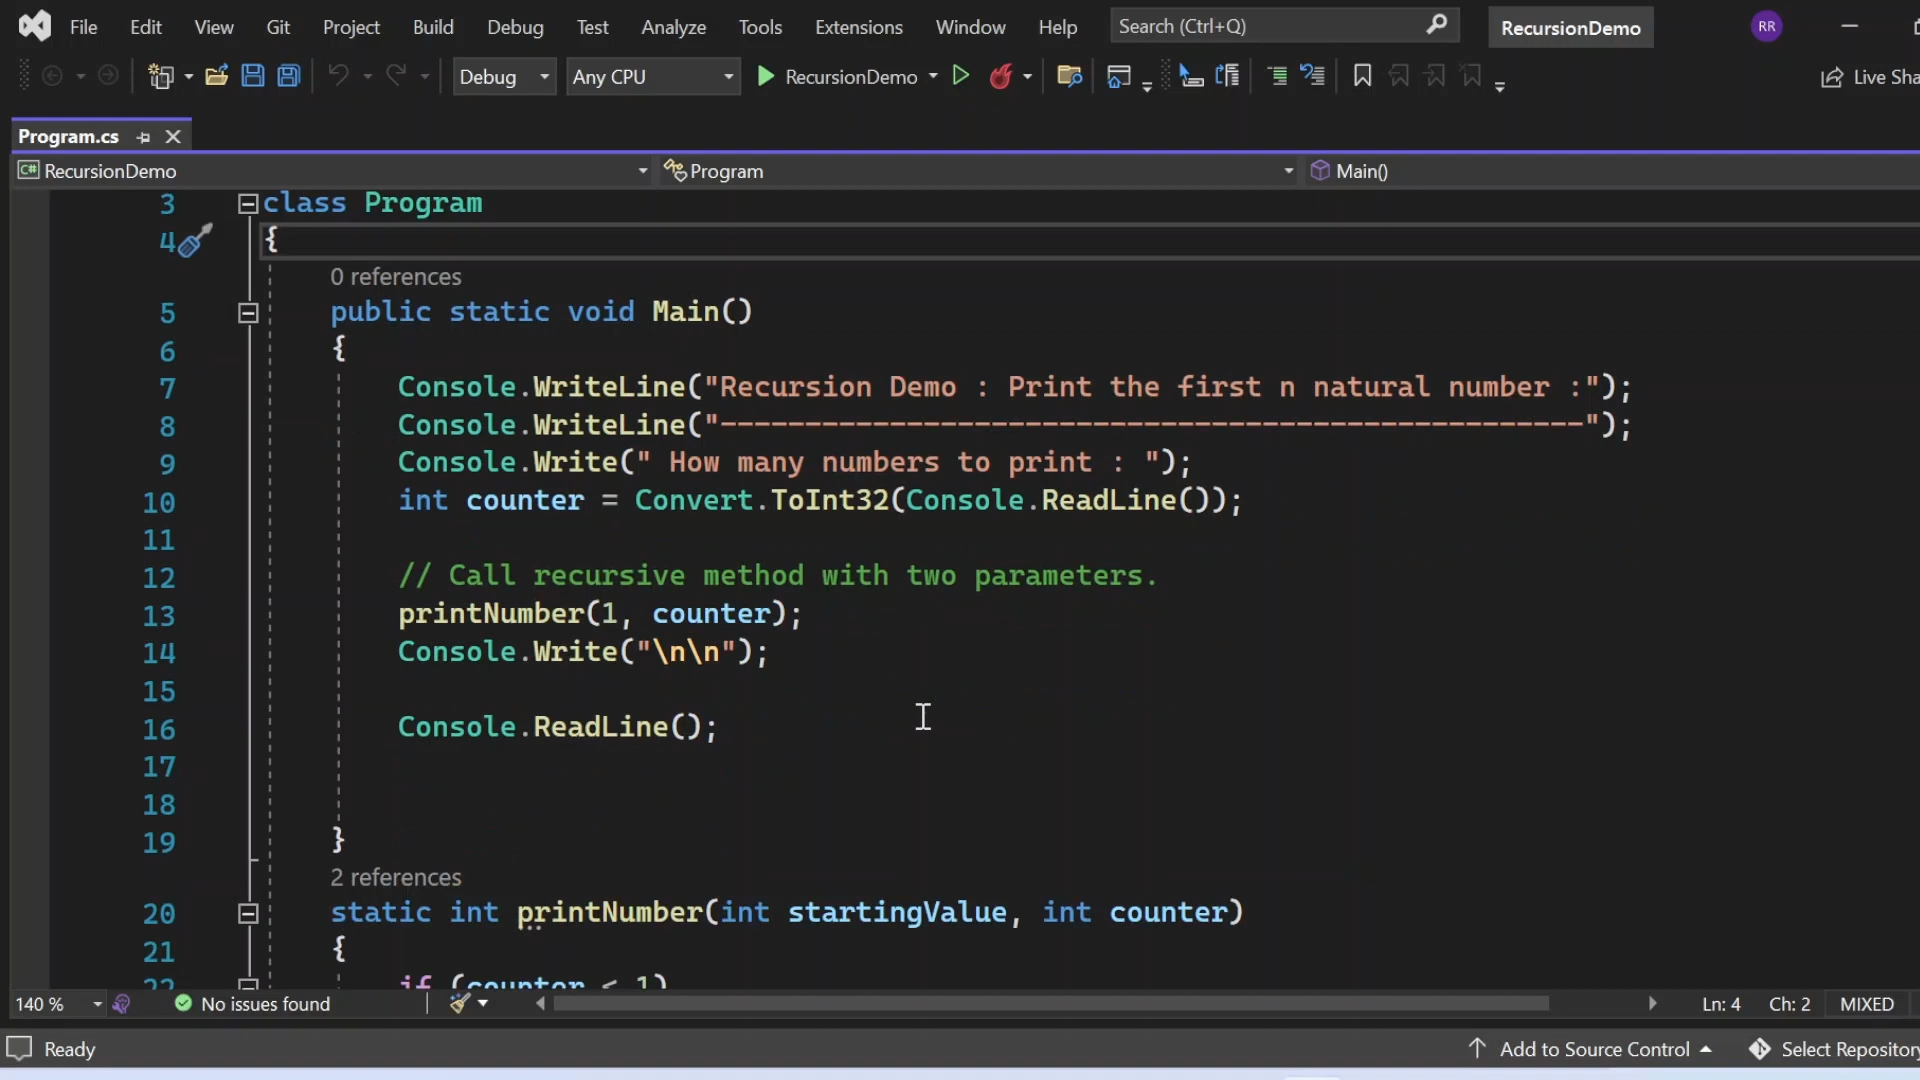 File Edit View Git Project Build Debug Test Analyze Tools Extensions Window Help Search (Ctrl+Q) RecursionDemo RR
Debug Any CPU RecursionDemo Live Sha
Program.cs
C# RecursionDemo Program Main()
3 class Program
4 {
0 references
5 public static void Main()
6 {
7 Console.WriteLine("Recursion Demo : Print the first n natural number :");
8 Console.WriteLine("---------------------------------------------------");
9 Console.Write(" How many numbers to print : ");
10 int counter = Convert.ToInt32(Console.ReadLine());
11
12 // Call recursive method with two parameters.
13 printNumber(1, counter);
14 Console.Write("\n\n");
15
16 Console.ReadLine();
17
18
19 }
2 references
20 static int printNumber(int startingValue, int counter)
21 {
22 if (counter < 1)
140 % No issues found Ln: 4 Ch: 2 MIXED
Ready Add to Source Control Select Repository